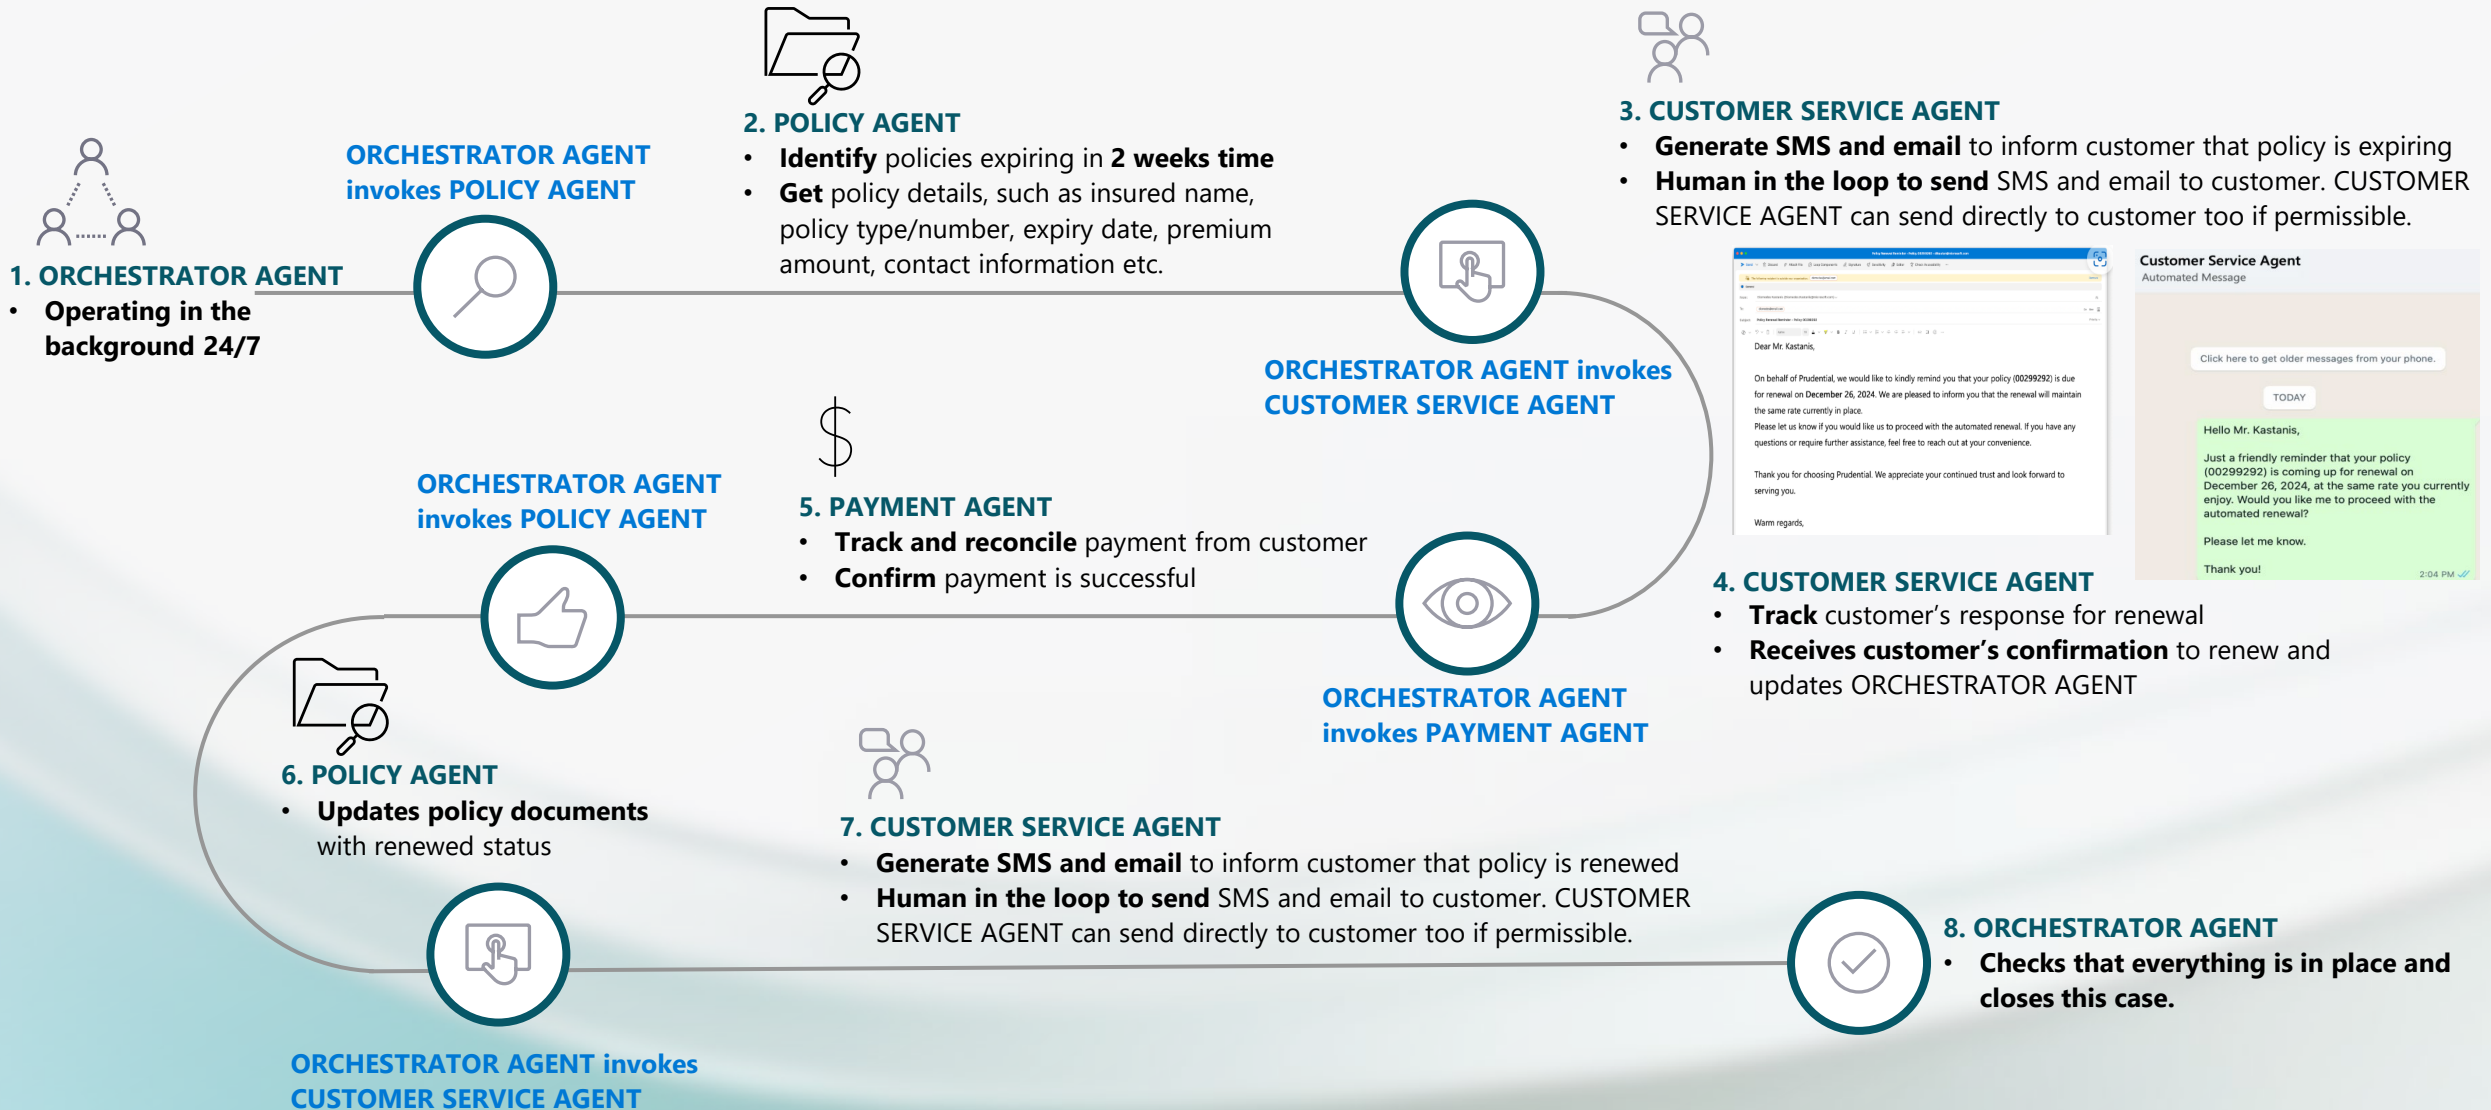 1. ORCHESTRATOR AGENT
• Operating in the
background 24/7
ORCHESTRATOR AGENT
invokes POLICY AGENT
2. POLICY AGENT
• Identify policies expiring in 2 weeks time
• Get policy details, such as insured name,
policy type/number, expiry date, premium
amount, contact information etc.
ORCHESTRATOR AGENT invokes
CUSTOMER SERVICE AGENT
3. CUSTOMER SERVICE AGENT
• Generate SMS and email to inform customer that policy is expiring
• Human in the loop to send SMS and email to customer. CUSTOMER
SERVICE AGENT can send directly to customer too if permissible.
Dear Mr. Kastanis,
On behalf of Prudential, we would like to kindly remind you that your policy (00299292) is due
for renewal on December 26, 2024. We are pleased to inform you that the renewal will maintain
the same rate currently in place.
Please let us know if you would like us to proceed with the automated renewal. If you have any
questions or require further assistance, feel free to reach out at your convenience.
Thank you for choosing Prudential. We appreciate your continued trust and look forward to
serving you.
Warm regards,
Customer Service Agent
Automated Message
Click here to get older messages from your phone.
TODAY
Hello Mr. Kastanis,
Just a friendly reminder that your policy
(00299292) is coming up for renewal on
December 26, 2024, at the same rate you currently
enjoy. Would you like me to proceed with the
automated renewal?
Please let me know.
Thank you!
2:04 PM
4. CUSTOMER SERVICE AGENT
• Track customer’s response for renewal
• Receives customer’s confirmation to renew and
updates ORCHESTRATOR AGENT
ORCHESTRATOR AGENT
invokes PAYMENT AGENT
5. PAYMENT AGENT
• Track and reconcile payment from customer
• Confirm payment is successful
ORCHESTRATOR AGENT
invokes POLICY AGENT
6. POLICY AGENT
• Updates policy documents
with renewed status
ORCHESTRATOR AGENT invokes
CUSTOMER SERVICE AGENT
7. CUSTOMER SERVICE AGENT
• Generate SMS and email to inform customer that policy is renewed
• Human in the loop to send SMS and email to customer. CUSTOMER
SERVICE AGENT can send directly to customer too if permissible.
8. ORCHESTRATOR AGENT
• Checks that everything is in place and
closes this case.